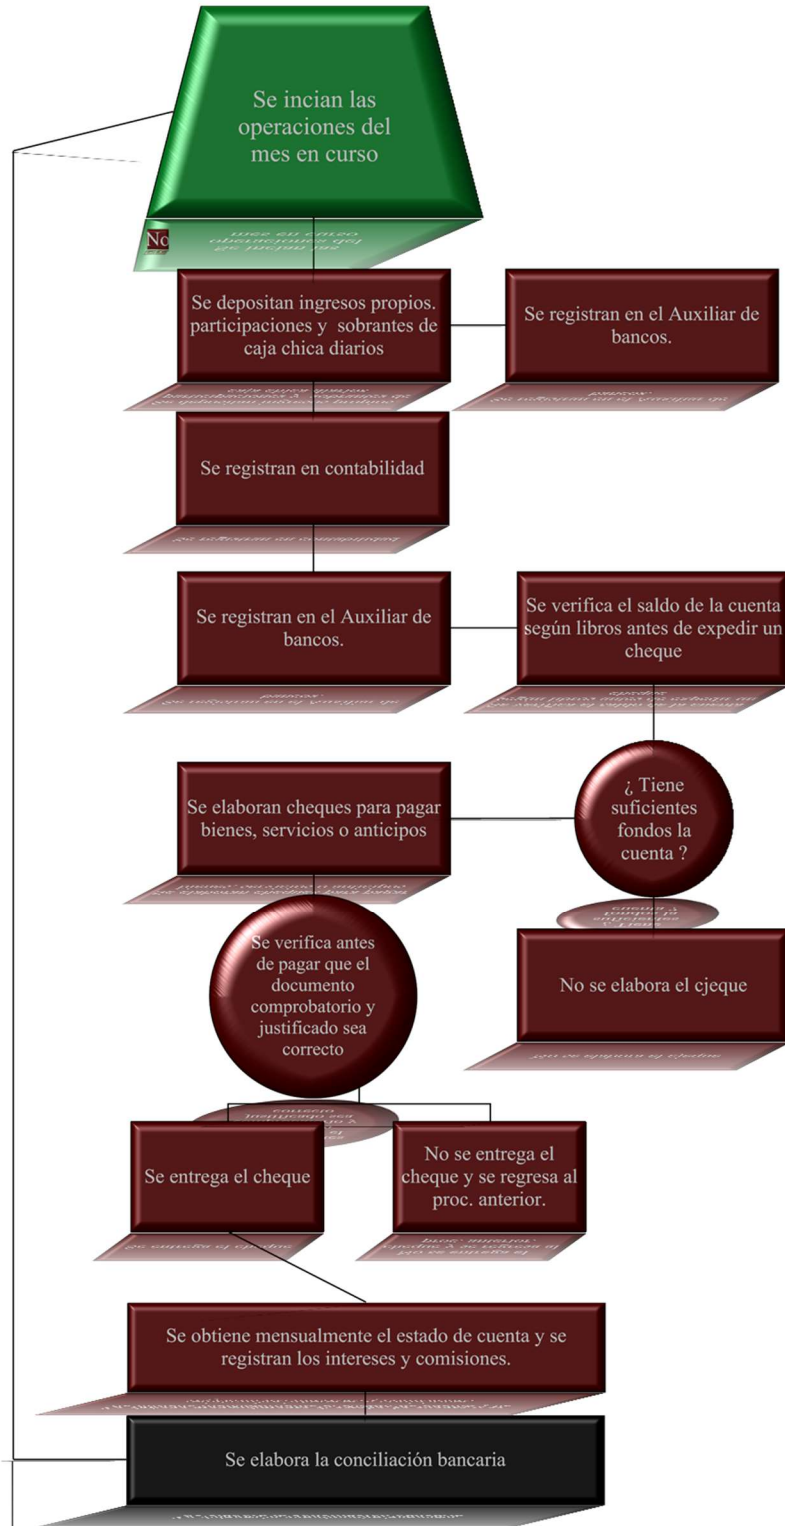 Se incian las
operaciones del
mes en curso
No
Se depositan ingresos propios.
participaciones y sobrantes de
caja chica diarios
Se registran en el Auxiliar de
bancos.
Se registran en contabilidad
Se registran en el Auxiliar de
bancos.
Se verifica el saldo de la cuenta
según libros antes de expedir un
cheque
¿ Tiene
suficientes
fondos la
cuenta ?
Se elaboran cheques para pagar
bienes, servicios o anticipos
No se elabora el cjeque
Se verifica antes
de pagar que el
documento
comprobatorio y
justificado sea
correcto
Se entrega el cheque
No se entrega el
cheque y se regresa al
proc. anterior.
Se obtiene mensualmente el estado de cuenta y se
registran los intereses y comisiones.
Se elabora la conciliación bancaria